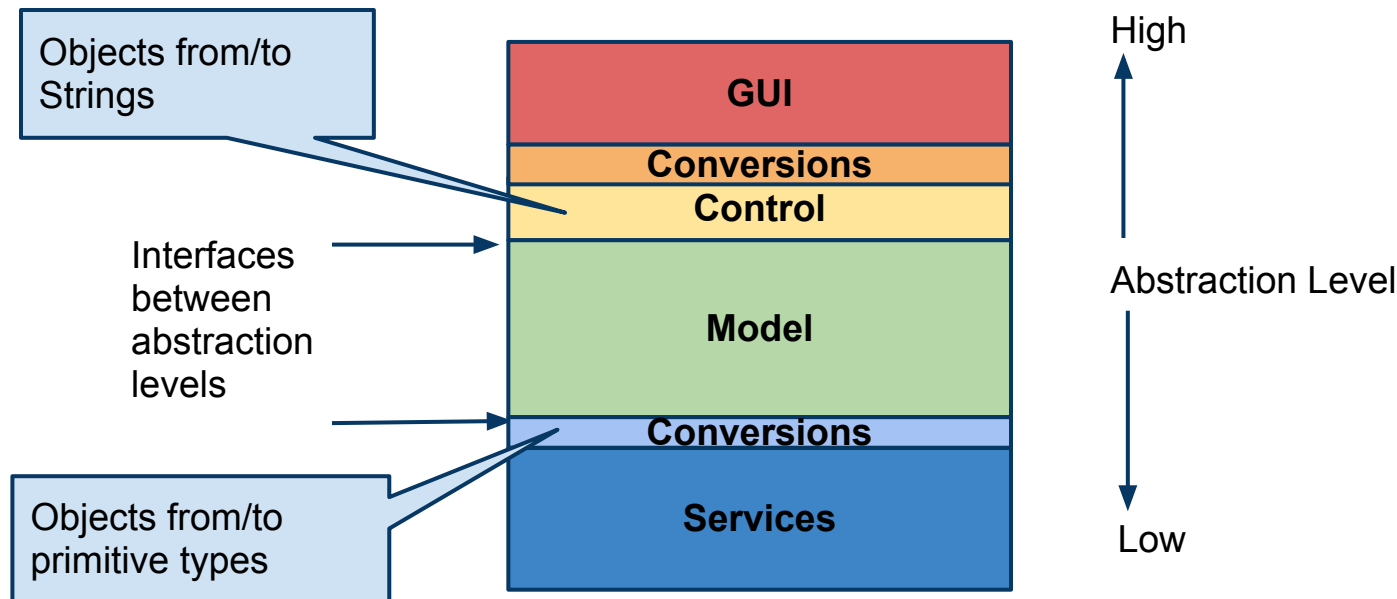 Objects from/to
Strings
GUI
Conversions
Control
Model
Conversions
Services
Interfaces
between
abstraction
levels
Objects from/to
primitive types
High
Abstraction Level
Low